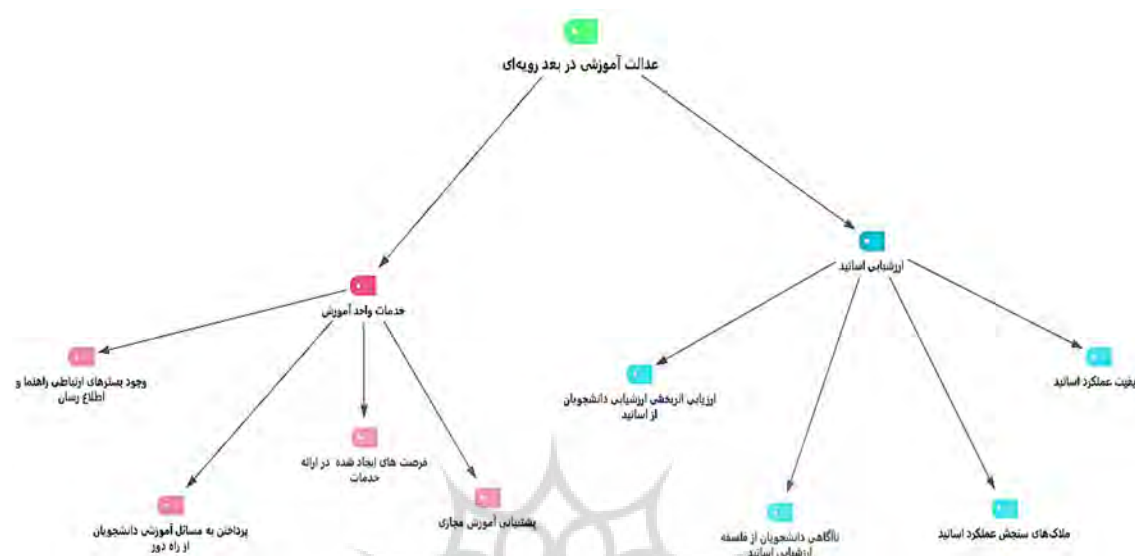 عدالت آموزشی در بعد رویه‌ای
ارزشیابی اساتید
خدمات واحد آموزش
وجود بسترهای ارتباطی راهنما و
اطلاع رسان
پرداختن به مسائل آموزشی دانشجویان
از راه دور
فرصت های ایجاد شده در ارائه
خدمات
پشتیبانی آموزش مجازی
ارزیابی اثربخشی ارزشیابی دانشجویان
از اساتید
ناآگاهی دانشجویان از فلسفه
ارزشیابی اساتید
ملاک‌های سنجش عملکرد اساتید
عملکرد اساتید